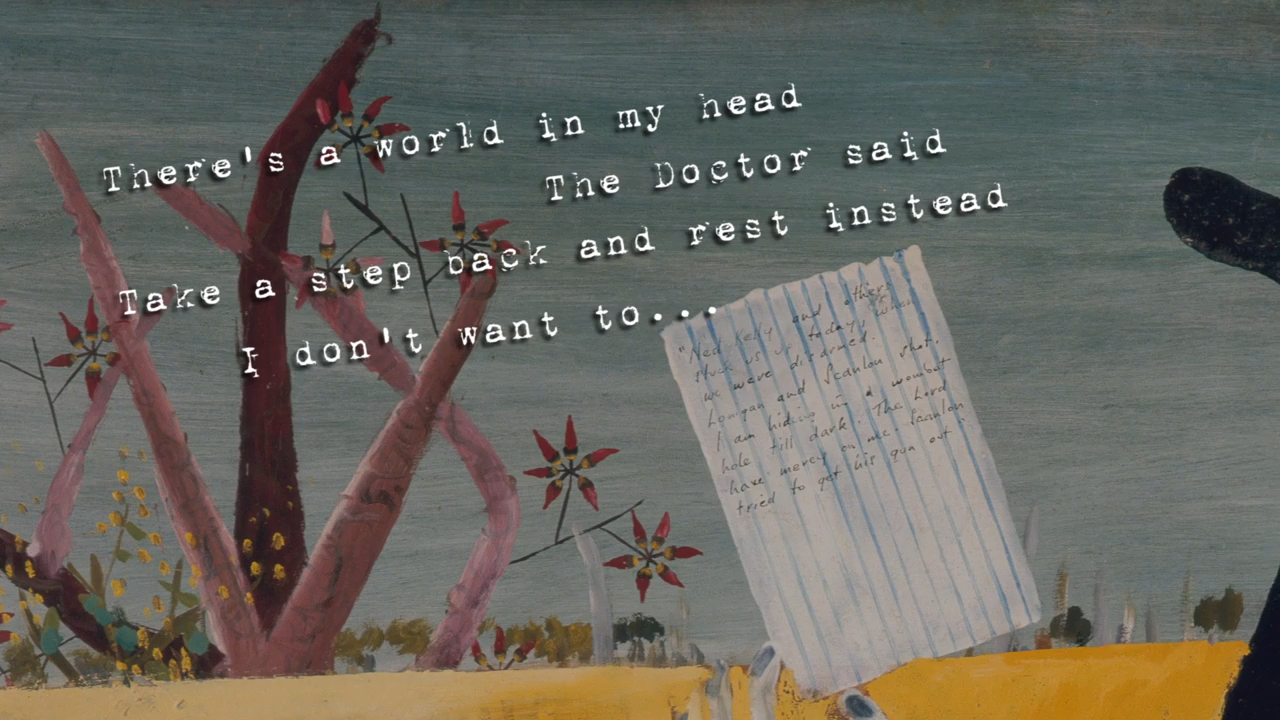 There's a world in my head
The Doctor said
Take a step back and rest instead
I don't want to...
"Ned Kelly and others
stuck us up today, when
we were disarmed.
Lonigan and Scanlon shot.
I am hiding in a wombat
hole till dark. The Lord
have mercy on me. Scanlon
tried to get his gun out".